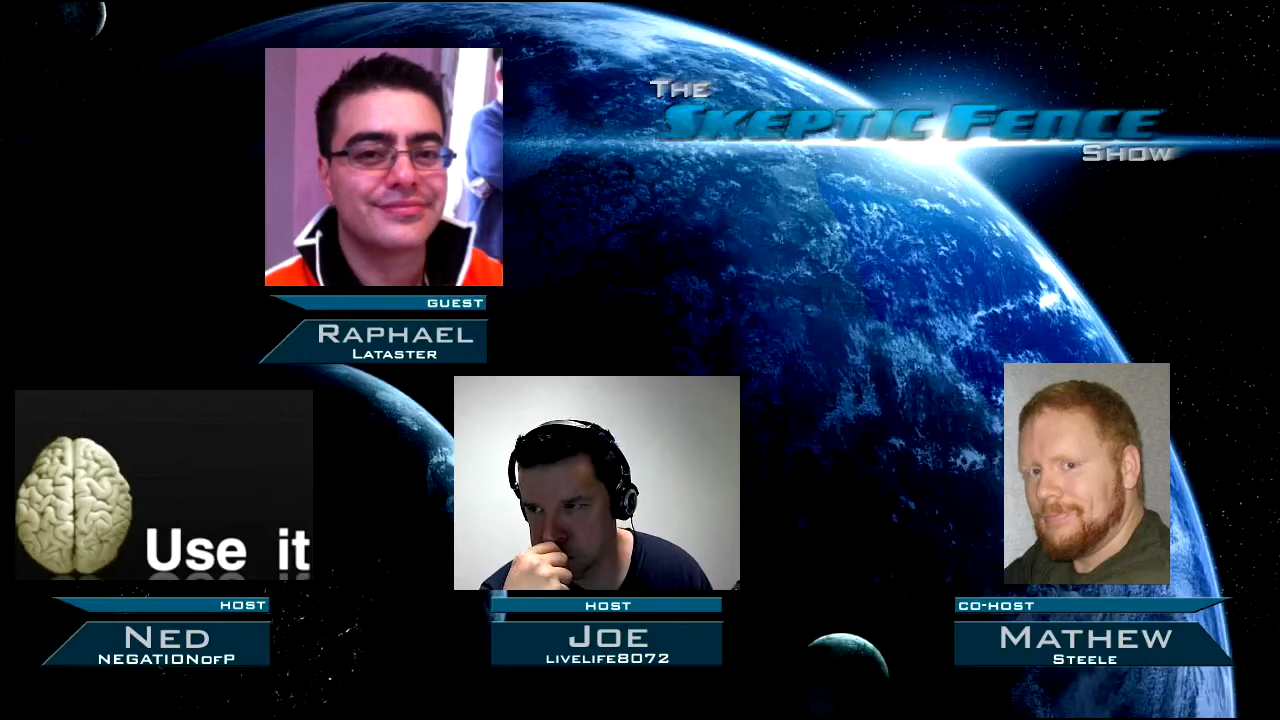 THE
SKEPTIC FENCE
SHOW
GUEST
RAPHAEL
LATASTER
Use it
HOST
NED
NEGATIONofP
HOST
JOE
LIVELIFE8072
CO-HOST
MATHEW
STEELE